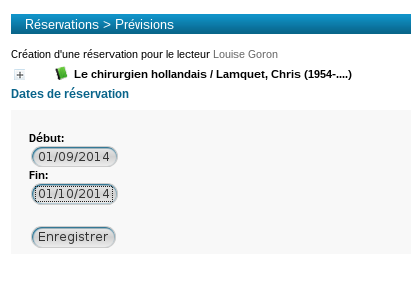 Réservations > Prévisions
Création d'une réservation pour le lecteur Louise Goron
Le chirurgien hollandais / Lamquet, Chris (1954-....)
Dates de réservation
Début:
01/09/2014
Fin:
01/10/2014
Enregistrer